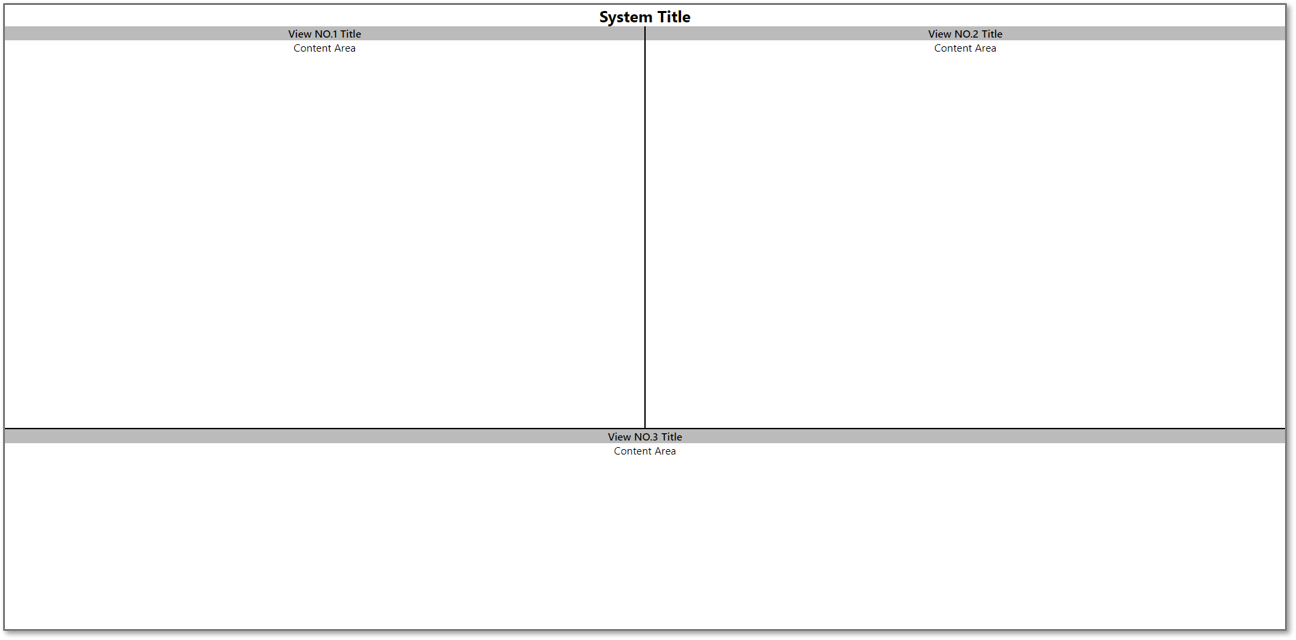 System Title
View NO.1 Title
Content Area
View NO.2 Title
Content Area
View NO.3 Title
Content Area